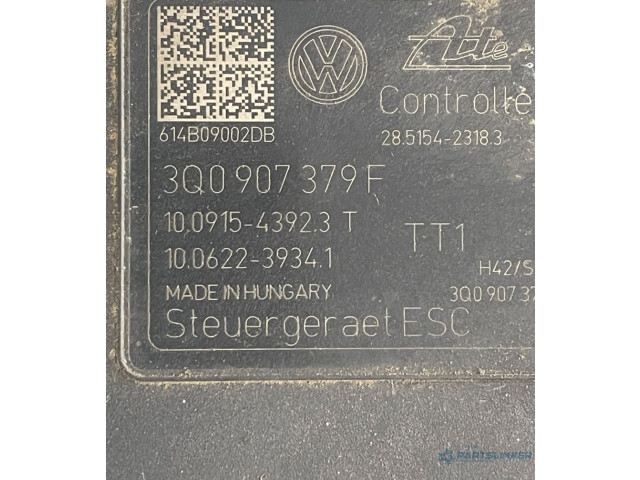 Ate
Controlle
614B09002DB 28.5154-2318.3
3Q0 907 379 F
10.0915-4392.3 T
TT1
10.0622-3934.1
H42/S
MADE IN HUNGARY 3Q0 907 37
Steuergeraet ESC
PARTSLINKER